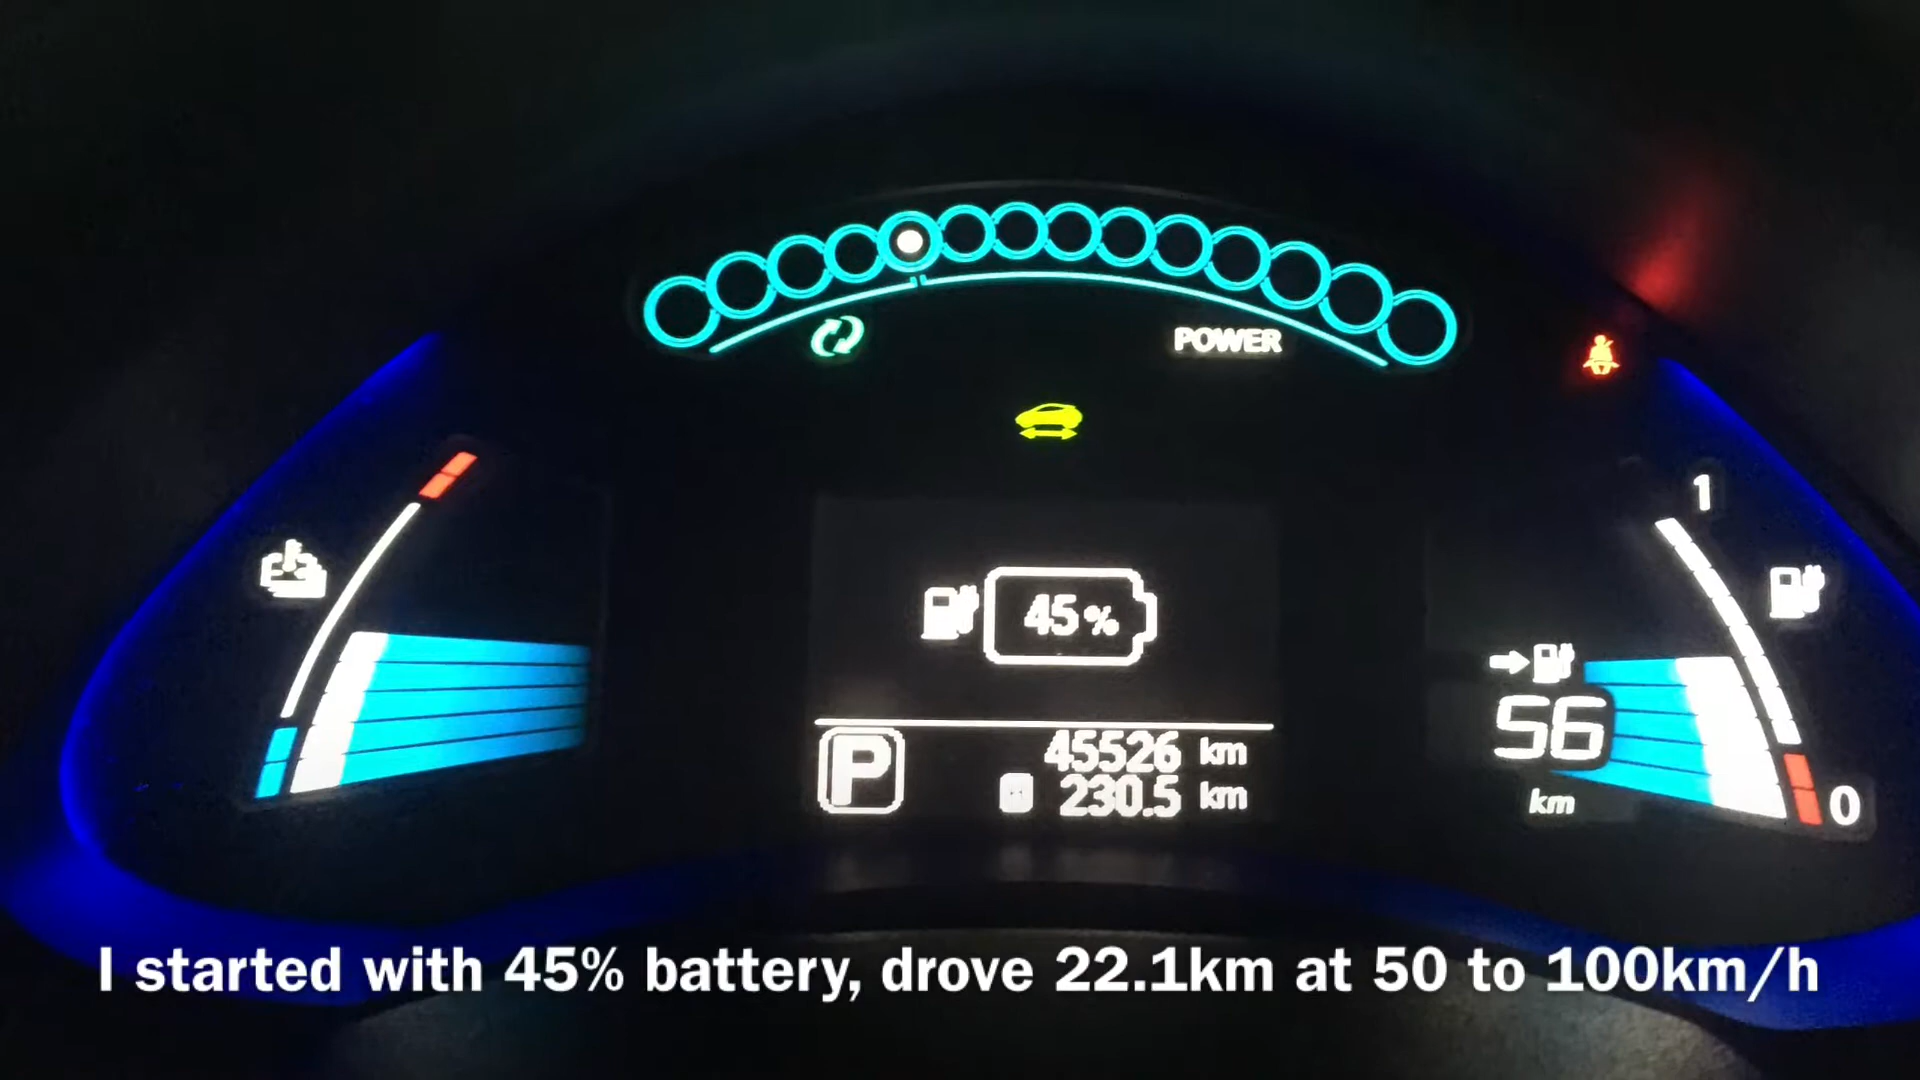 POWER
1
45%
56
km
0
P
45526 km
230.5 km
I started with 45% battery, drove 22.1km at 50 to 100km/h